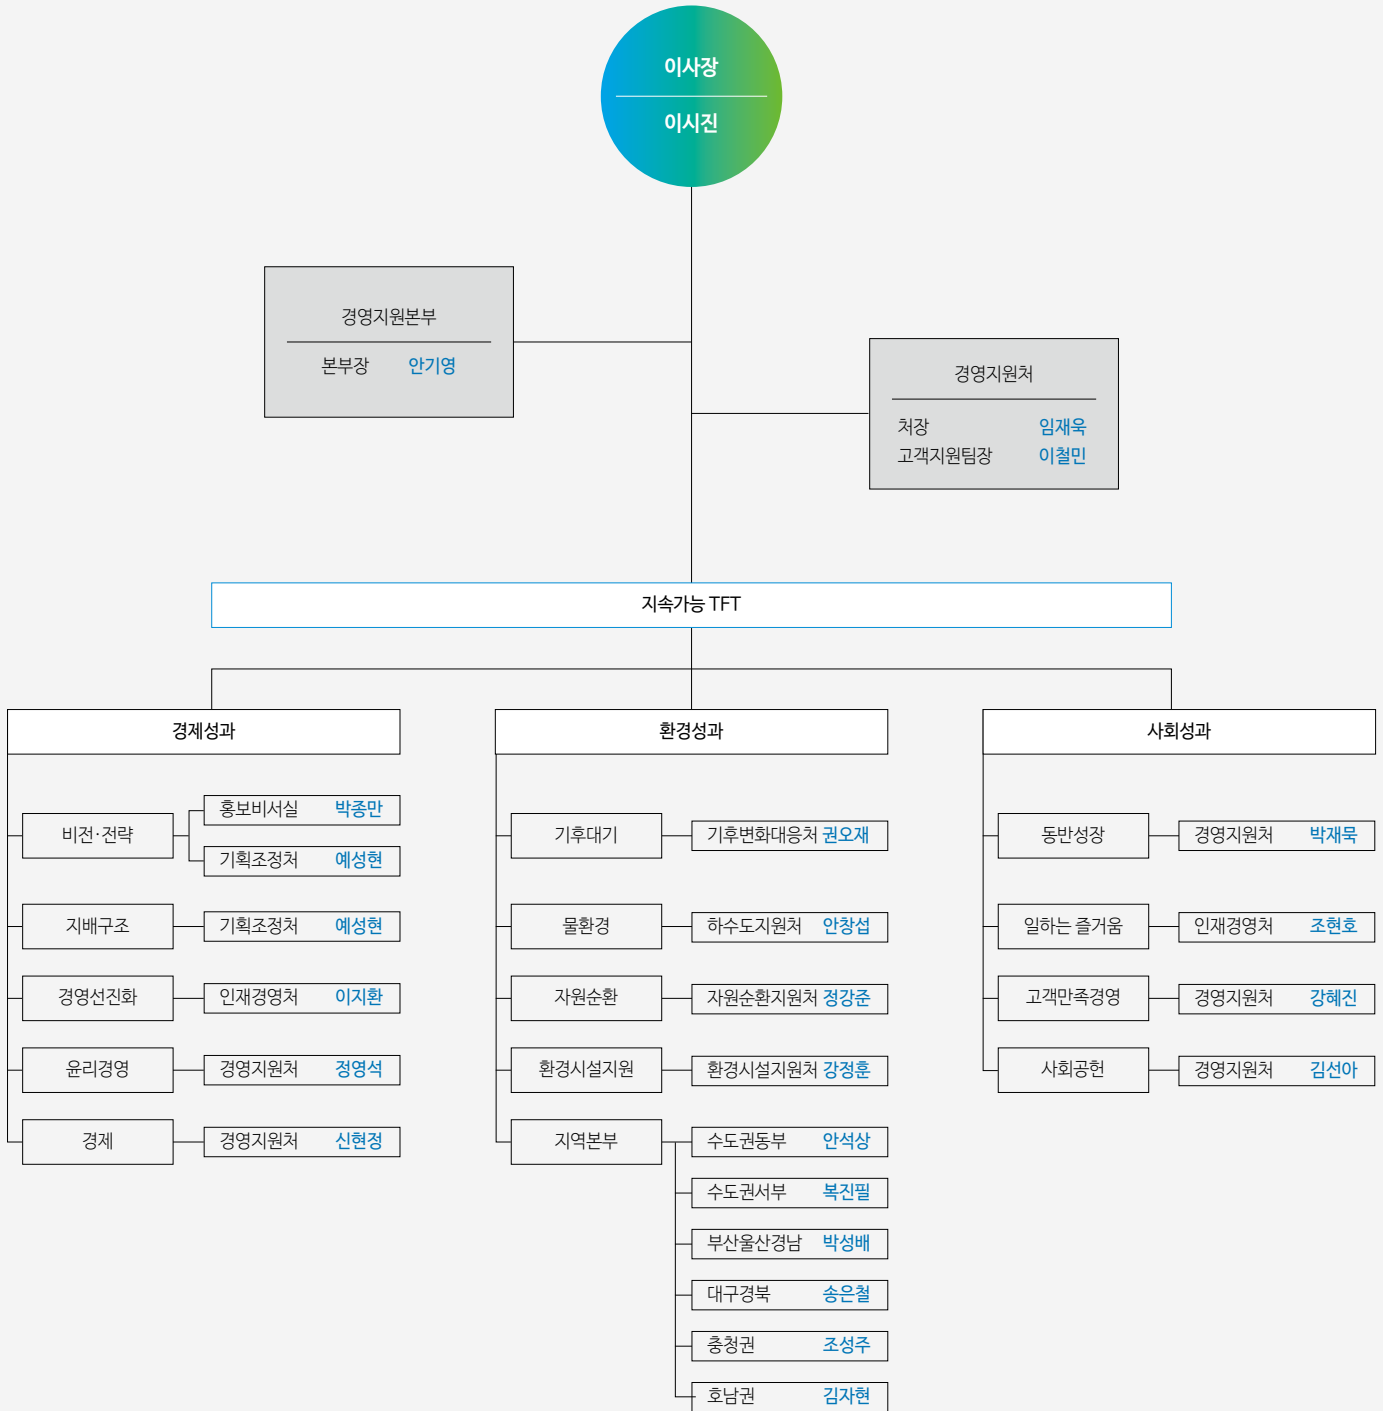 이사장
이시진
경영지원본부
본부장 안기영
경영지원처
처장 임재욱
고객지원팀장 이철민
지속가능 TFT
경제성과
비전·전략
홍보비서실 박종만
기획조정처 예성현
지배구조
기획조정처 예성현
경영선진화
인재경영처 이지환
윤리경영
경영지원처 정영석
경제
경영지원처 신현정
환경성과
기후대기
기후변화대응처 권오재
물환경
하수도지원처 안창섭
자원순환
자원순환지원처 정강준
환경시설지원
환경시설지원처 강정훈
지역본부
수도권동부 안석상
수도권서부 복진필
부산울산경남 박성배
대구경북 송은철
충청권 조성주
호남권 김자현
사회성과
동반성장
경영지원처 박재묵
일하는 즐거움
인재경영처 조현호
고객만족경영
경영지원처 강혜진
사회공헌
경영지원처 김선아